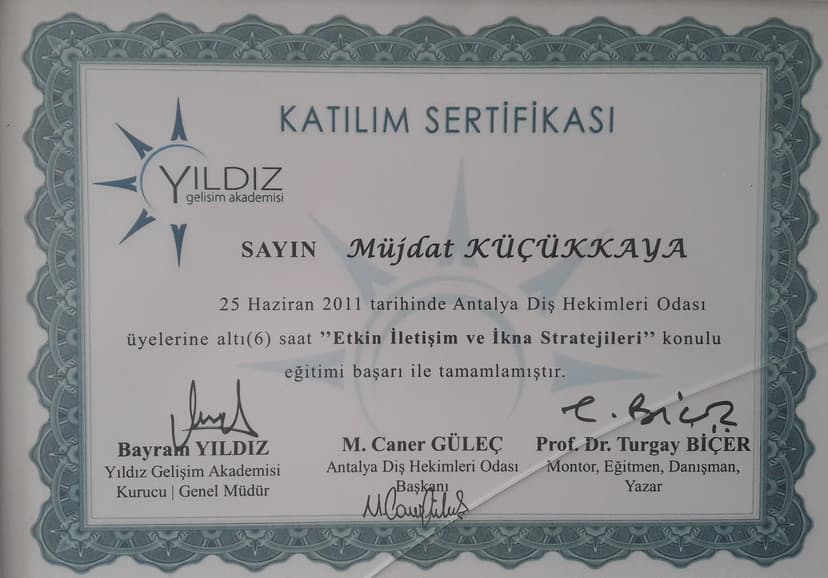 KATILIM SERTİFİKASI
YILDIZ
gelisim akademisi
SAYIN Müjdat KÜÇÜKKAYA
25 Haziran 2011 tarihinde Antalya Diş Hekimleri Odası
üyelerine altı(6) saat ’’Etkin İletişim ve İkna Stratejileri’’ konulu
eğitimi başarı ile tamamlamıştır.
Bayram YILDIZ
Yıldız Gelişim Akademisi
Kurucu | Genel Müdür
M. Caner GÜLEÇ
Antalya Diş Hekimleri Odası
Başkanı
Prof. Dr. Turgay BİÇER
Montor, Eğitmen, Danışman,
Yazar